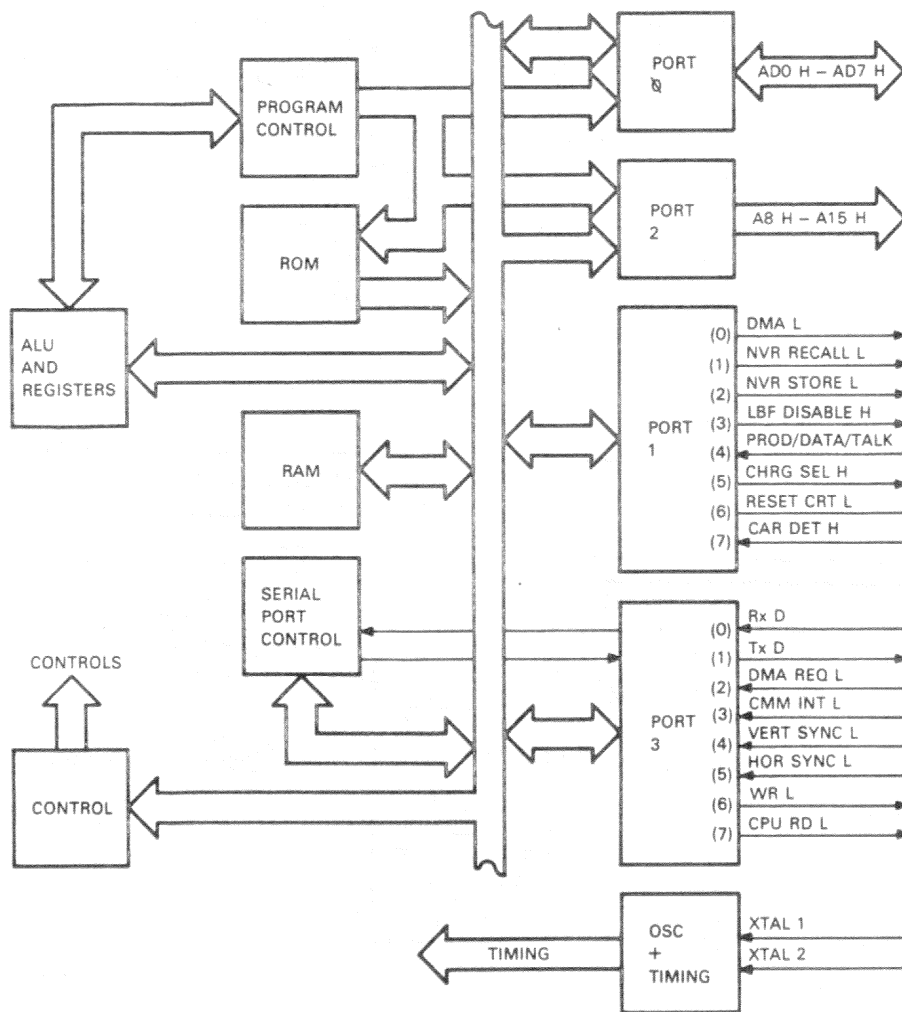 PORT
0
AD0 H – AD7 H
PROGRAM
CONTROL
PORT
2
A8 H – A15 H
ROM
ALU
AND
REGISTERS
PORT
1
(0) DMA L
(1) NVR RECALL L
(2) NVR STORE L
(3) LBF DISABLE H
(4) PROD/DATA/TALK
(5) CHRG SEL H
(6) RESET CRT L
(7) CAR DET H
RAM
SERIAL
PORT
CONTROL
PORT
3
(0) Rx D
(1) Tx D
(2) DMA REQ L
(3) CMM INT L
(4) VERT SYNC L
(5) HOR SYNC L
(6) WR L
(7) CPU RD L
CONTROLS
CONTROL
TIMING
OSC
+
TIMING
XTAL 1
XTAL 2